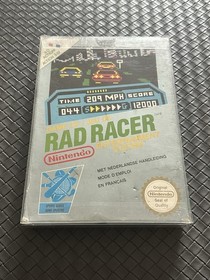 TIME 209 MPH SCORE
044 S G 12000
RAD RACER
Nintendo
MET NEDERLANDSE HANDLEIDING
MODE D'EMPLOI
EN FRANCAIS
Original
Nintendo
Seal of
Quality